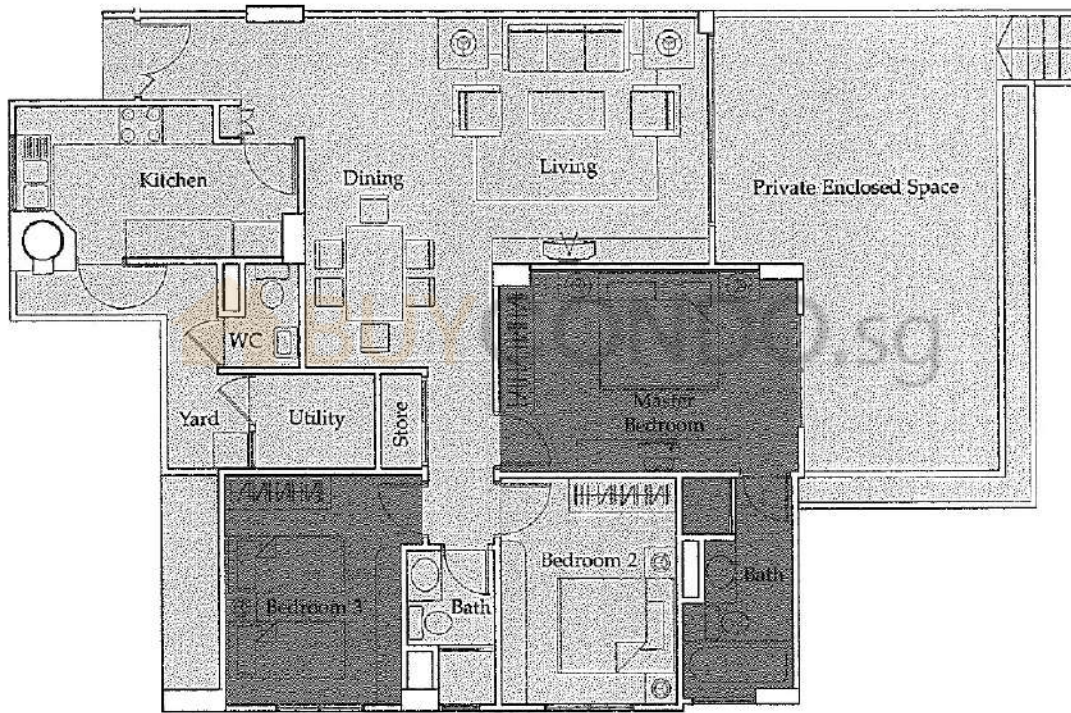 Kitchen
Dining
Living
Private Enclosed Space
WC
BUYCONDO.sg
Yard
Utility
Store
Master
Bedroom
Bedroom 3
Bath
Bedroom 2
Bath